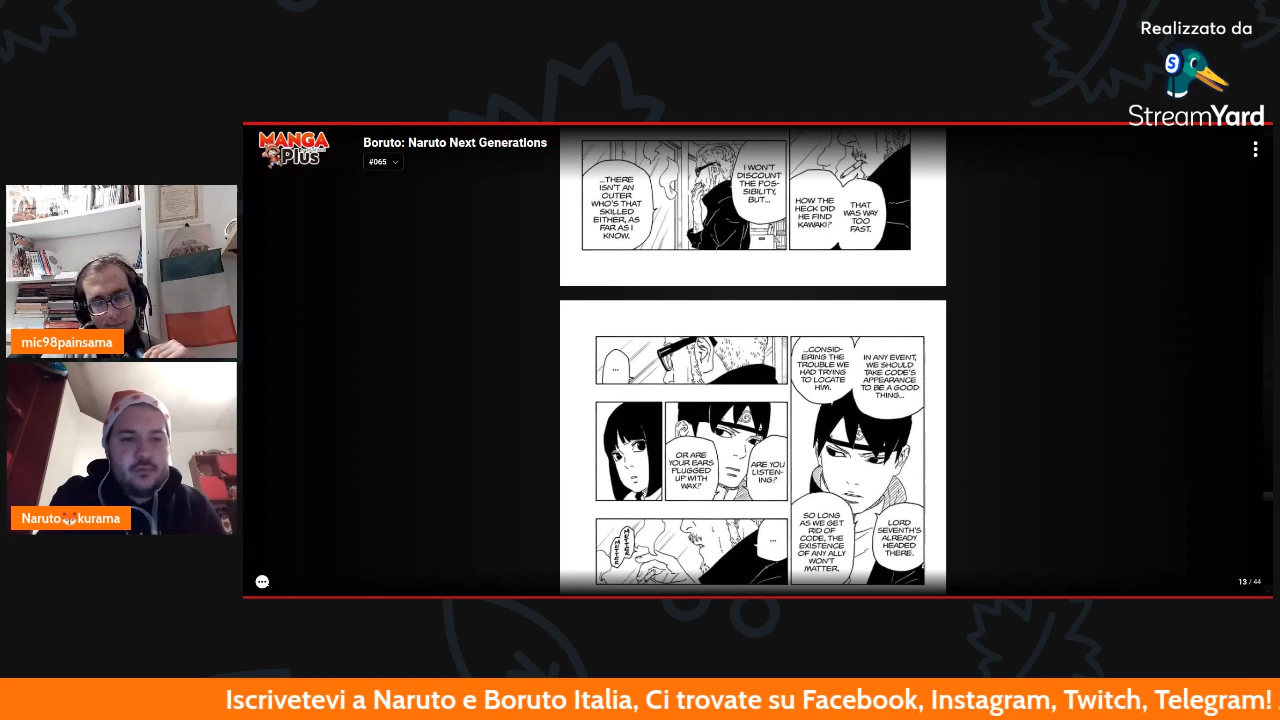 Realizzato da
StreamYard
MANGA
Plus
Boruto: Naruto Next Generations
#065
THAT
WAS WAY
TOO
FAST.
HOW THE
HECK DID
HE FIND
KAWAKI?
I WON'T
DISCOUNT
THE POS-
SIBILITY,
BUT...
...THERE
ISN'T AN
OUTER
WHO'S THAT
SKILLED
EITHER, AS
FAR AS I
KNOW.
IN ANY EVENT,
WE SHOULD
TAKE CODE'S
APPEARANCE
TO BE A GOOD
THING...
...CONSID-
ERING THE
TROUBLE WE
HAD TRYING
TO LOCATE
HIM.
LORD
SEVENTH'S
ALREADY
HEADED
THERE.
SO LONG
AS WE GET
RID OF
CODE, THE
EXISTENCE
OF ANY ALLY
WON'T
MATTER.
...
ARE YOU
LISTEN-
ING?
OR ARE
YOUR EARS
PLUGGED
UP WITH
WAX?
...
mic98painsama
Naruto🦊kurama
13 / 44
Iscrivetevi a Naruto e Boruto Italia, Ci trovate su Facebook, Instagram, Twitch, Telegram!